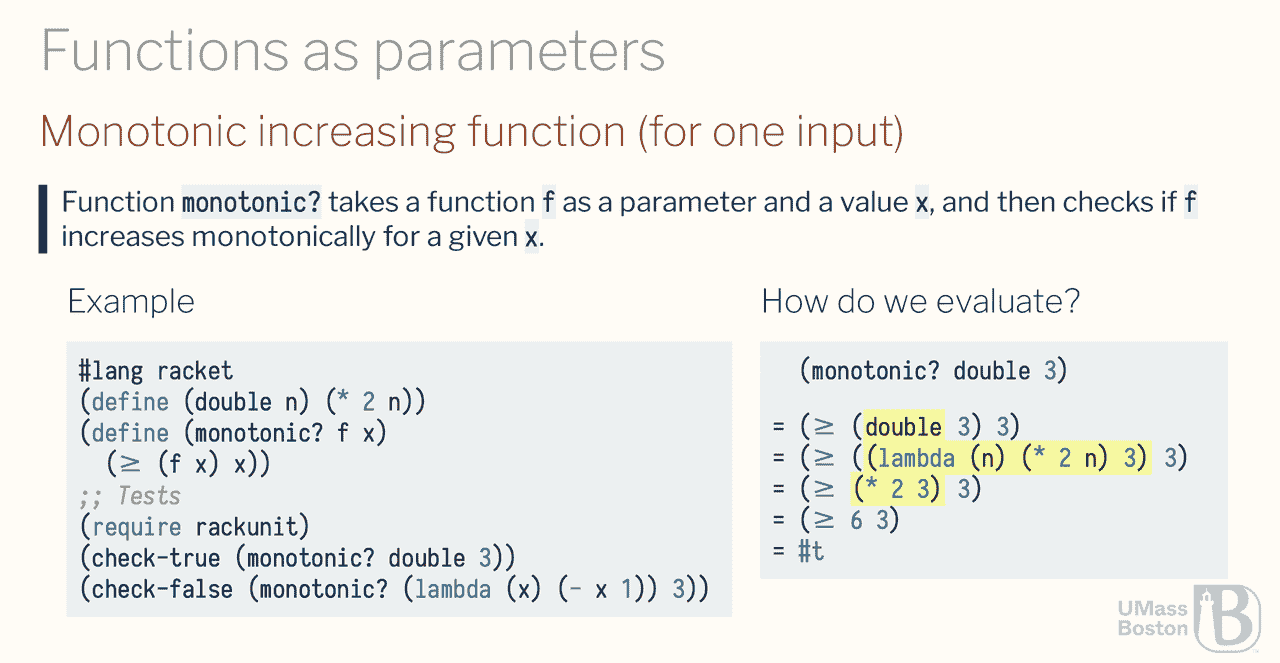 Functions as parameters
Monotonic increasing function (for one input)
Function monotonic? takes a function f as a parameter and a value x, and then checks if f
increases monotonically for a given x.
Example
#lang racket
(define (double n) (* 2 n))
(define (monotonic? f x)
  (≥ (f x) x))
;; Tests
(require rackunit)
(check-true (monotonic? double 3))
(check-false (monotonic? (lambda (x) (- x 1)) 3))
How do we evaluate?
  (monotonic? double 3)
= (≥ (double 3) 3)
= (≥ ((lambda (n) (* 2 n) 3) 3)
= (≥ (* 2 3) 3)
= (≥ 6 3)
= #t
UMass
Boston
B